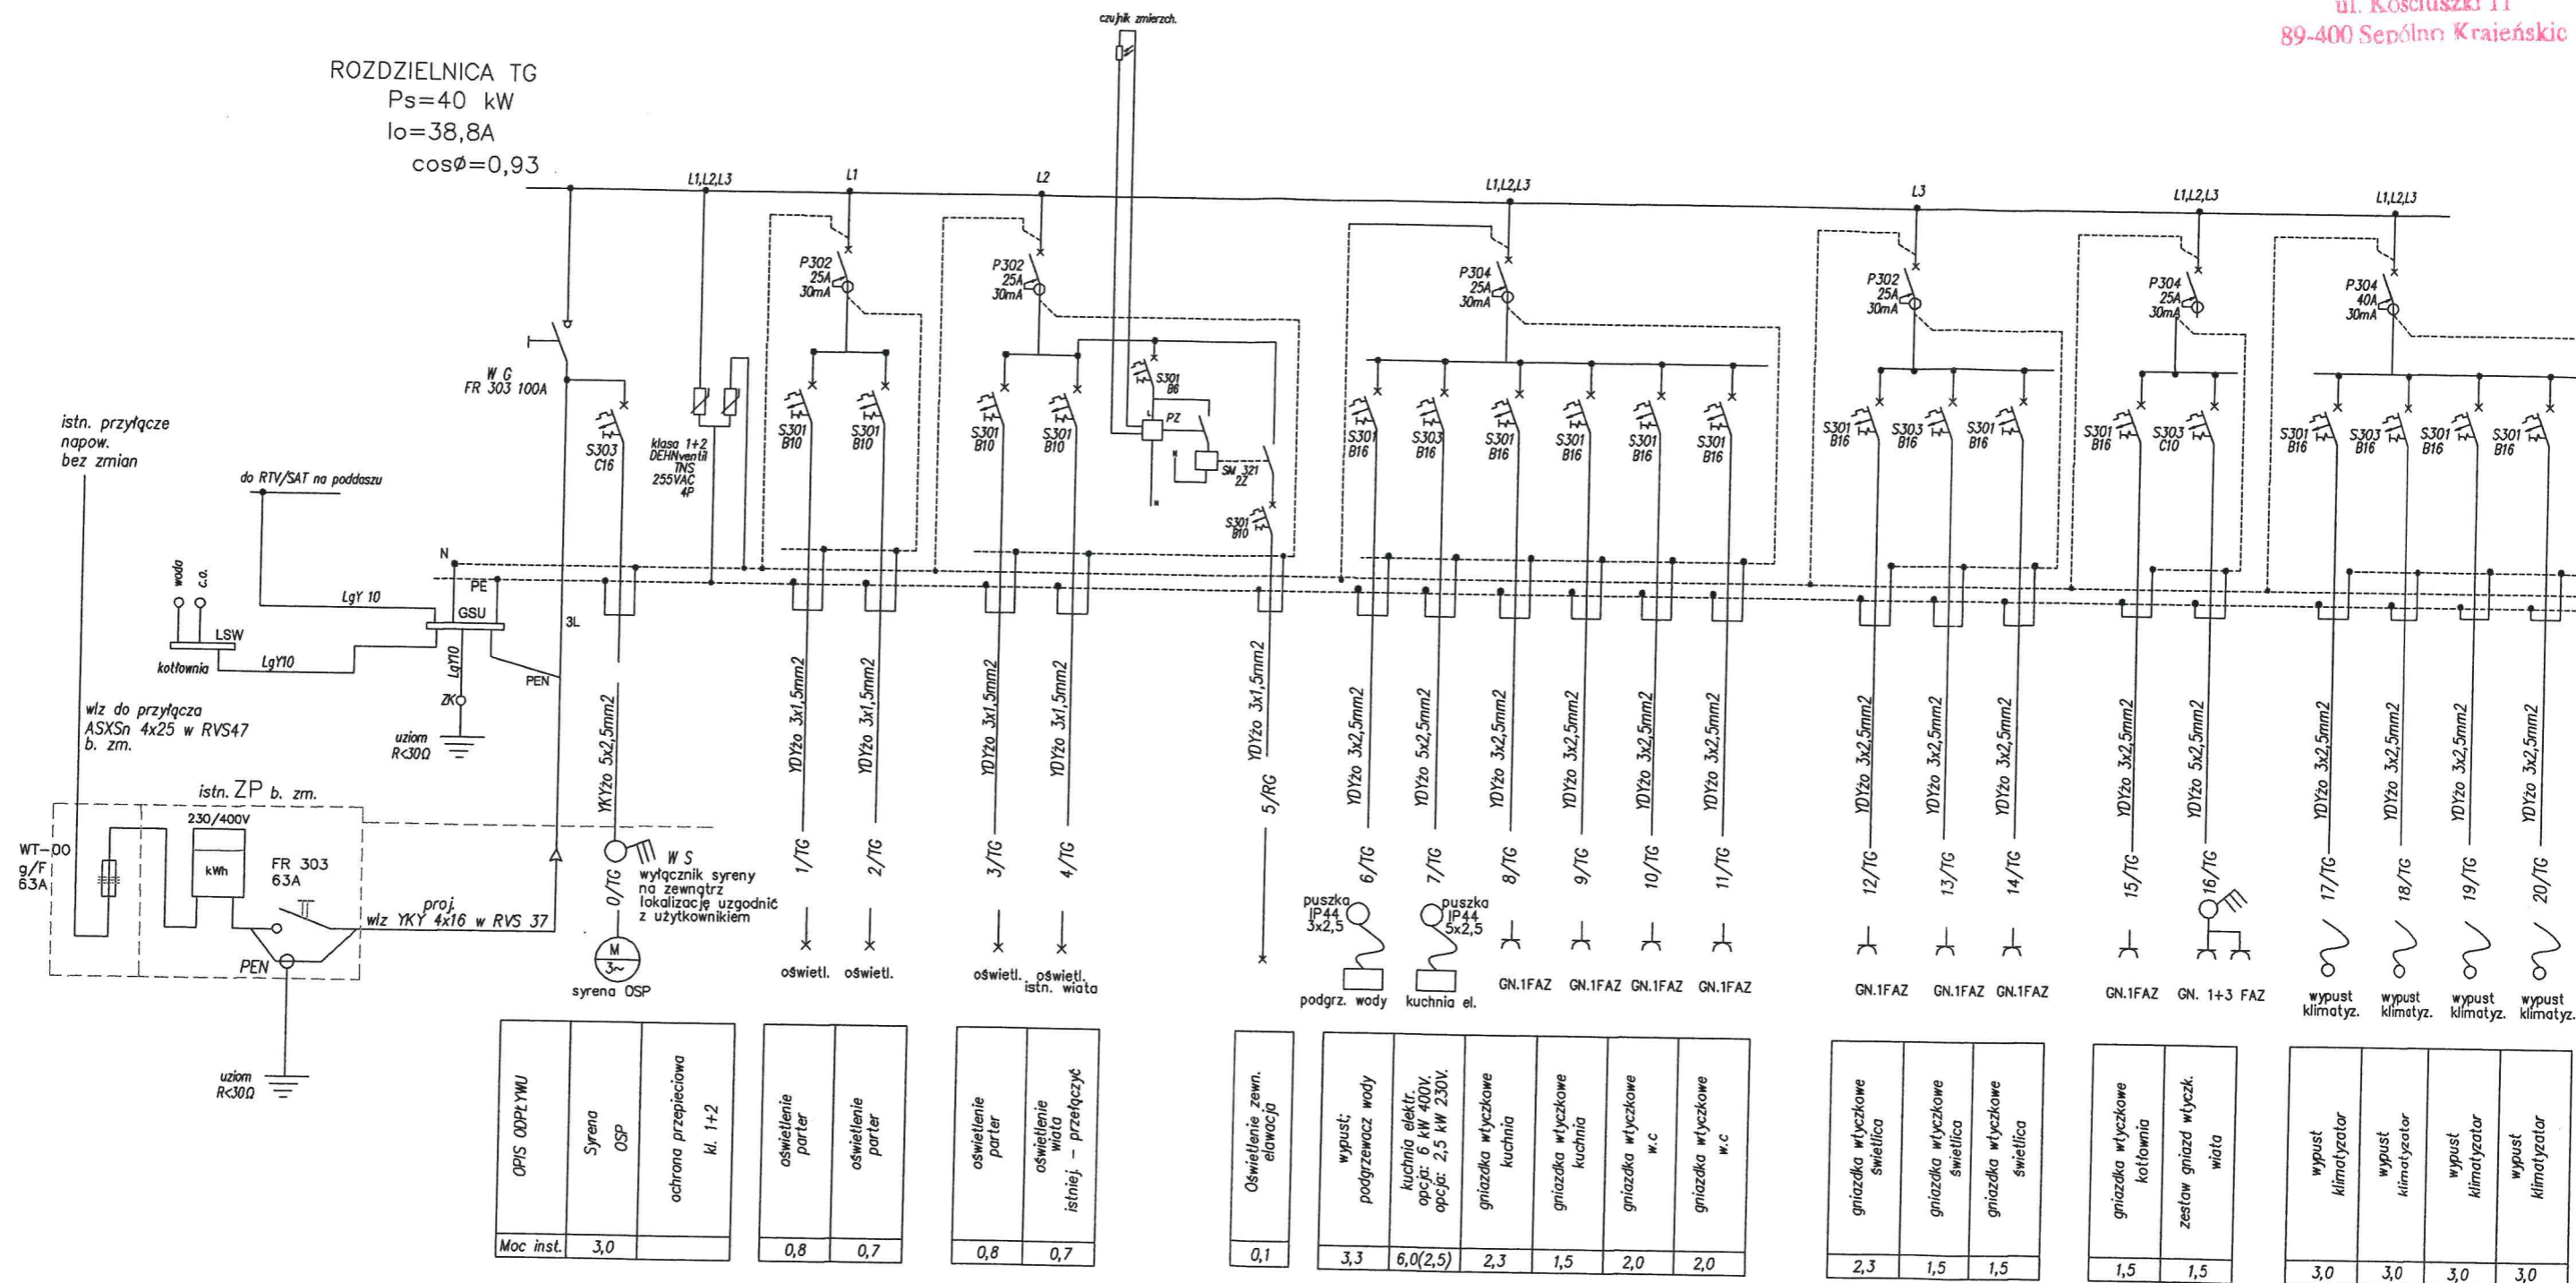 ul. Kościuszki 11
89-400 Sępólno Krajeńskie
czujnik zmierzch.
ROZDZIELNICA TG
Ps=40 kW
Io=38,8A
cosø=0,93
L1,L2,L3
L1
L2
L1,L2,L3
L3
L1,L2,L3
L1,L2,L3
P302
25A
30mA
P302
25A
30mA
P304
25A
30mA
P302
25A
30mA
P304
25A
30mA
P304
40A
30mA
W G
FR 303 100A
S303
C16
klasa 1+2
DEHNventil
TNS
255VAC
4P
S301
B10
S301
B10
S301
B10
S301
B10
S301
B6
L
PZ
N
N
SM 321
2Z
S301
B10
S301
B16
S303
B16
S301
B16
S301
B16
S301
B16
S301
B16
S301
B16
S303
B16
S301
B16
S301
B16
S303
C10
S301
B16
S303
B16
S301
B16
S301
B16
istn. przyłącze
napow.
bez zmian
do RTV/SAT na poddaszu
woda
c.o.
LgY 10
N
PE
GSU
3L
LSW
kotłownia
LgY10
LgY10
PEN
ZK
uziom
R<30Ω
wlz do przyłącza
ASXSn 4x25 w RVS47
b. zm.
istn. ZP b. zm.
230/400V
kWh
WT-00
g/F
63A
FR 303
63A
PEN
proj.
wlz YKY 4x16 w RVS 37
uziom
R<30Ω
YKYżo 5x2,5mm2
YDYżo 3x1,5mm2
YDYżo 3x1,5mm2
YDYżo 3x1,5mm2
YDYżo 3x1,5mm2
YDYżo 3x1,5mm2
YDYżo 3x2,5mm2
YDYżo 5x2,5mm2
YDYżo 3x2,5mm2
YDYżo 3x2,5mm2
YDYżo 3x2,5mm2
YDYżo 3x2,5mm2
YDYżo 3x2,5mm2
YDYżo 3x2,5mm2
YDYżo 3x2,5mm2
YDYżo 3x2,5mm2
YDYżo 5x2,5mm2
YDYżo 3x2,5mm2
YDYżo 3x2,5mm2
YDYżo 3x2,5mm2
YDYżo 3x2,5mm2
0/TG
1/TG
2/TG
3/TG
4/TG
5/RG
6/TG
7/TG
8/TG
9/TG
10/TG
11/TG
12/TG
13/TG
14/TG
15/TG
16/TG
17/TG
18/TG
19/TG
20/TG
W S
wyłącznik syreny
na zewnątrz
lokalizację uzgodnić
z użytkownikiem
M
3~
syrena OSP
oświetl.
oświetl.
oświetl.
oświetl.
istn. wiata
puszka
IP44
3x2,5
podgrz. wody
puszka
IP44
5x2,5
kuchnia el.
GN.1FAZ
GN.1FAZ
GN.1FAZ
GN.1FAZ
GN.1FAZ
GN.1FAZ
GN.1FAZ
GN.1FAZ
GN. 1+3 FAZ
wypust
klimatyz.
wypust
klimatyz.
wypust
klimatyz.
wypust
klimatyz.
OPIS ODPŁYWU
Syrena
OSP
ochrona przepięciowa
kl. 1+2
oświetlenie
parter
oświetlenie
parter
oświetlenie
parter
oświetlenie
wiata
istniej. - przełączyć
Oświetlenie zewn.
elawacja
wypust;
podgrzewacz wody
kuchnia elektr.
opcja: 6 kW 400V.
opcja: 2,5 kW 230V.
gniazdka wtyczkowe
kuchnia
gniazdka wtyczkowe
kuchnia
gniazdka wtyczkowe
w.c
gniazdka wtyczkowe
w.c
gniazdka wtyczkowe
świetlica
gniazdka wtyczkowe
świetlica
gniazdka wtyczkowe
świetlica
gniazdka wtyczkowe
kotłownia
zestaw gniazd wtyczk.
wiata
wypust
klimatyzator
wypust
klimatyzator
wypust
klimatyzator
wypust
klimatyzator
Moc inst.
3,0
0,8
0,7
0,8
0,7
0,1
3,3
6,0(2,5)
2,3
1,5
2,0
2,0
2,3
1,5
1,5
1,5
1,5
3,0
3,0
3,0
3,0